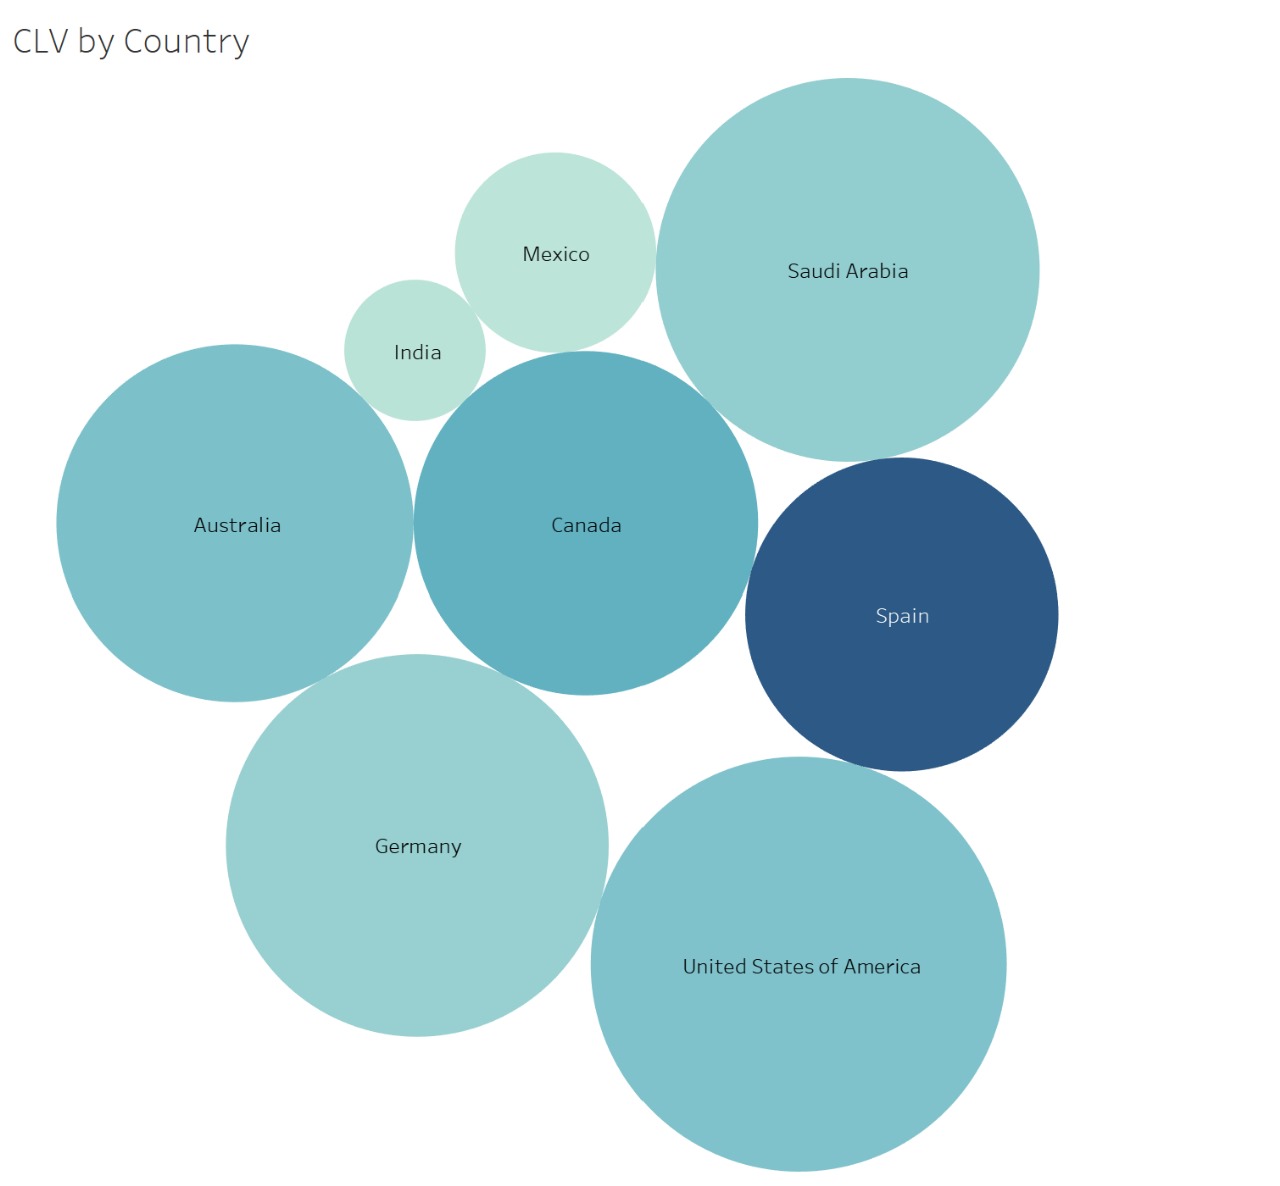 CLV by Country
Mexico
Saudi Arabia
India
Australia
Canada
Spain
Germany
United States of America